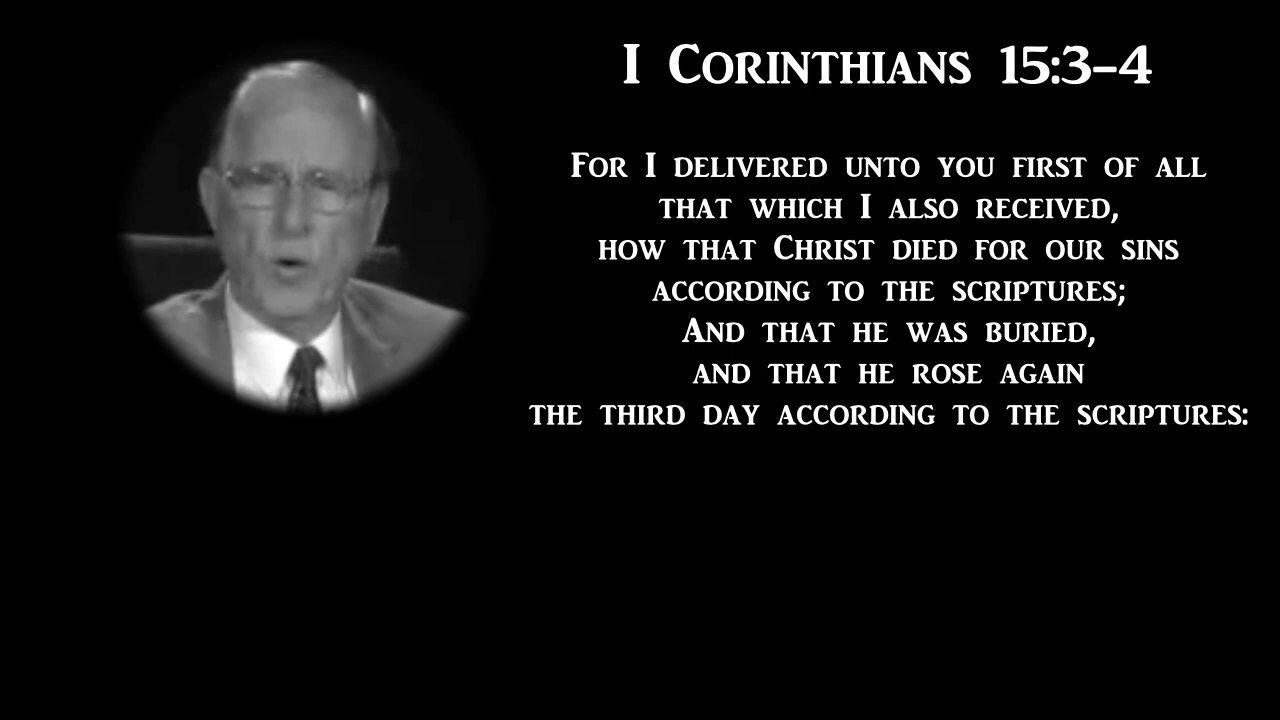 I Corinthians 15:3-4
For I delivered unto you first of all
that which I also received,
how that Christ died for our sins
according to the scriptures;
And that he was buried,
and that he rose again
the third day according to the scriptures: